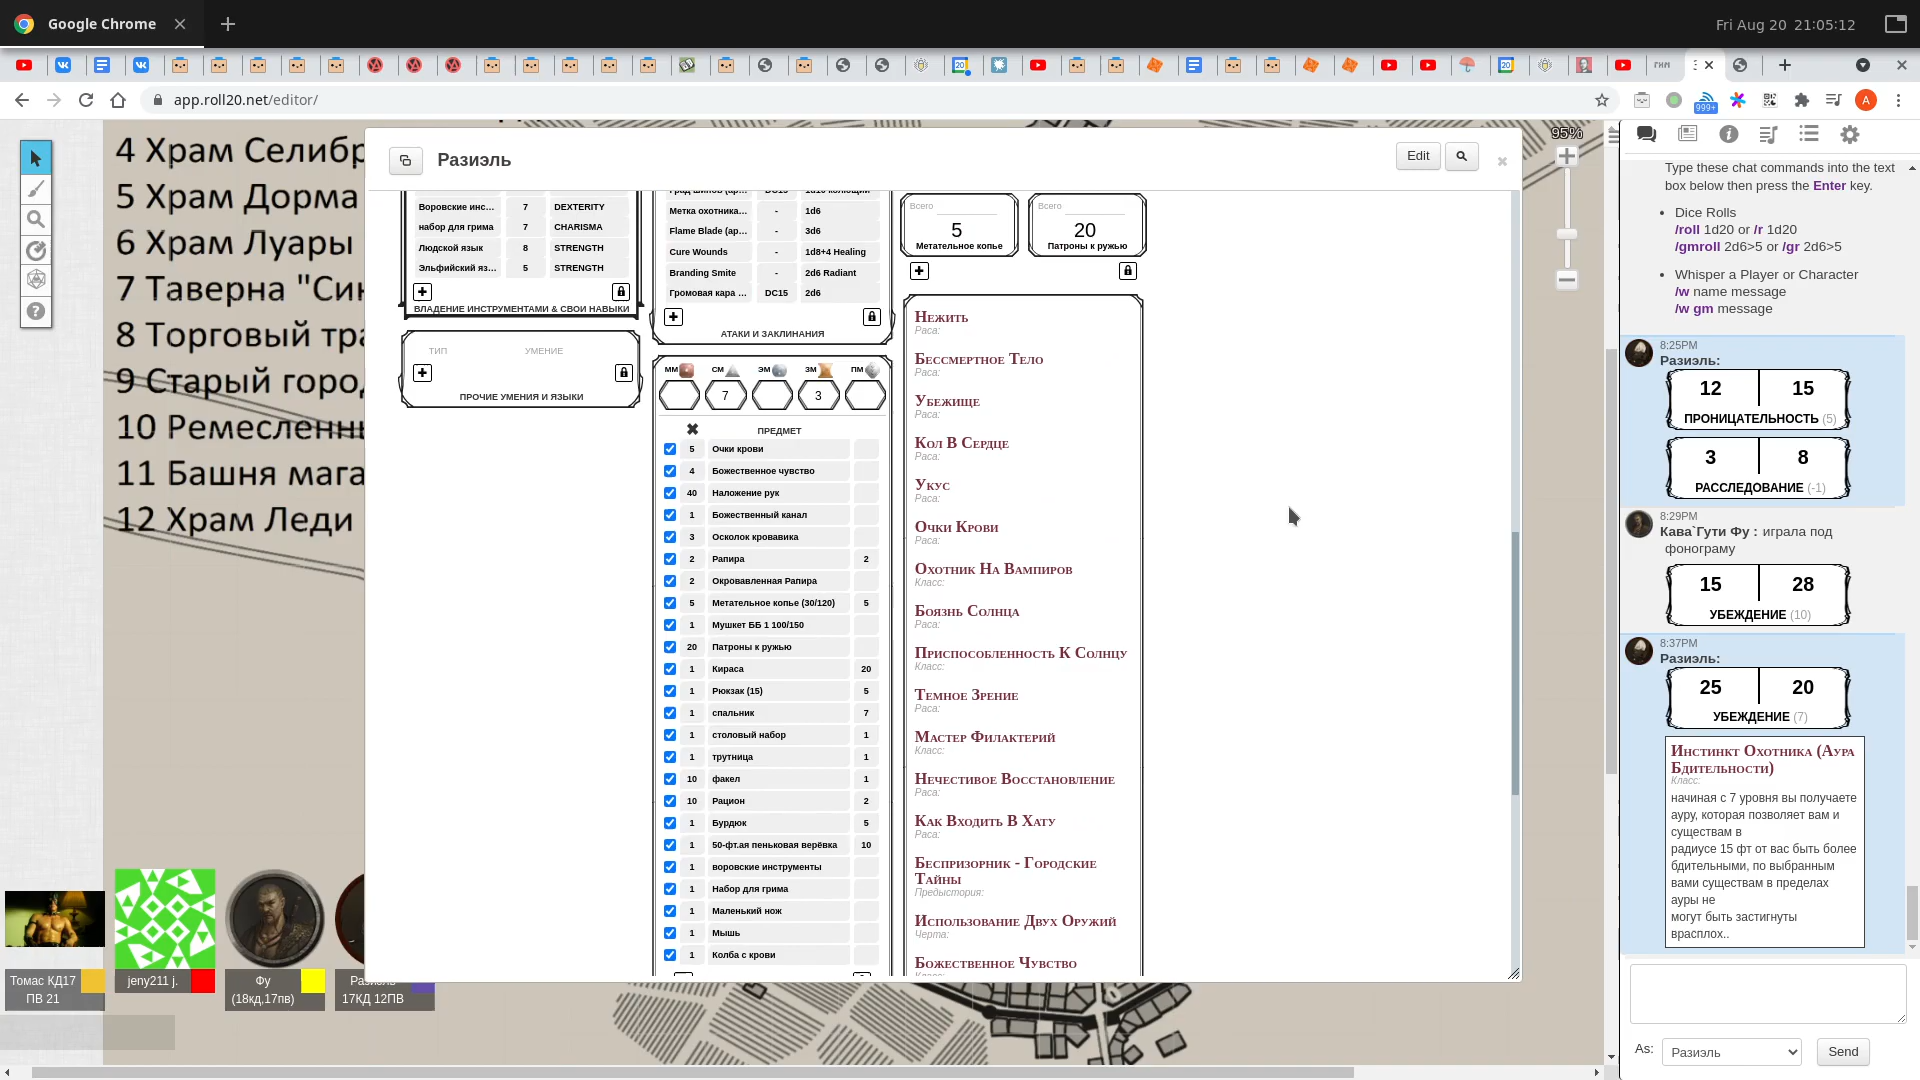 Google Chrome
Fri Aug 20 21:05:12
app.roll20.net/editor/
999+
A
4 Храм Селибр
5 Храм Дорма
6 Храм Луары
7 Таверна "Син
8 Торговый тра
9 Старый город
10 Ремесленны
11 Башня мага
12 Храм Леди
Разиэль
Edit
95%
Воровские инс... 7 DEXTERITY
набор для грима 7 CHARISMA
Людской язык 8 STRENGTH
Эльфийский яз... 5 STRENGTH
ВЛАДЕНИЕ ИНСТРУМЕНТАМИ & СВОИ НАВЫКИ
ТИП УМЕНИЕ
ПРОЧИЕ УМЕНИЯ И ЯЗЫКИ
Град шипов (ар... DC15 1d10 колющий
Метка охотника... - 1d6
Flame Blade (ар... - 3d6
Cure Wounds - 1d8+4 Healing
Branding Smite - 2d6 Radiant
Громовая кара ... DC15 2d6
АТАКИ И ЗАКЛИНАНИЯ
ММ СМ ЭМ ЗМ ПМ
7 3
ПРЕДМЕТ
5 Очки крови
4 Божественное чувство
40 Наложение рук
1 Божественный канал
3 Осколок кровавика
2 Рапира 2
2 Окровавленная Рапира
5 Метательное копье (30/120) 5
1 Мушкет ББ 1 100/150
20 Патроны к ружью
1 Кираса 20
1 Рюкзак (15) 5
1 спальник 7
1 столовый набор 1
1 трутница 1
10 факел 1
10 Рацион 2
1 Бурдюк 5
1 50-фт.ая пеньковая верёвка 10
1 воровские инструменты
1 Набор для грима
1 Маленький нож
1 Мышь
1 Колба с крови
Всего Всего
5 20
Метательное копье Патроны к ружью
Нежить
Раса:
Бессмертное Тело
Раса:
Убежище
Раса:
Кол В Сердце
Раса:
Укус
Раса:
Очки Крови
Раса:
Охотник На Вампиров
Класс:
Боязнь Солнца
Раса:
Приспособленность К Солнцу
Класс:
Темное Зрение
Раса:
Мастер Филактерий
Класс:
Нечестивое Восстановление
Раса:
Как Входить В Хату
Раса:
Беспризорник - Городские
Тайны
Предыстория:
Использование Двух Оружий
Черта:
Божественное Чувство
Класс:
Type these chat commands into the text
box below then press the Enter key.
Dice Rolls
/roll 1d20 or /r 1d20
/gmroll 2d6>5 or /gr 2d6>5
Whisper a Player or Character
/w name message
/w gm message
8:25PM
Разиэль:
12 15
ПРОНИЦАТЕЛЬНОСТЬ (5)
3 8
РАССЛЕДОВАНИЕ (-1)
8:29PM
Кава`Гути Фу : играла под
фонограму
15 28
УБЕЖДЕНИЕ (10)
8:37PM
Разиэль:
25 20
УБЕЖДЕНИЕ (7)
Инстинкт Охотника (Аура
Бдительности)
Класс:
начиная с 7 уровня вы получаете
ауру, которая позволяет вам и
существам в
радиусе 15 фт от вас быть более
бдительными, по выбранным
вами существам в пределах
ауры не
могут быть застигнуты
врасплох..
As: Разиэль Send
Томас КД17
ПВ 21
jeny211 j.
Фу
(18кд,17пв)
Разиэль
17КД 12ПВ